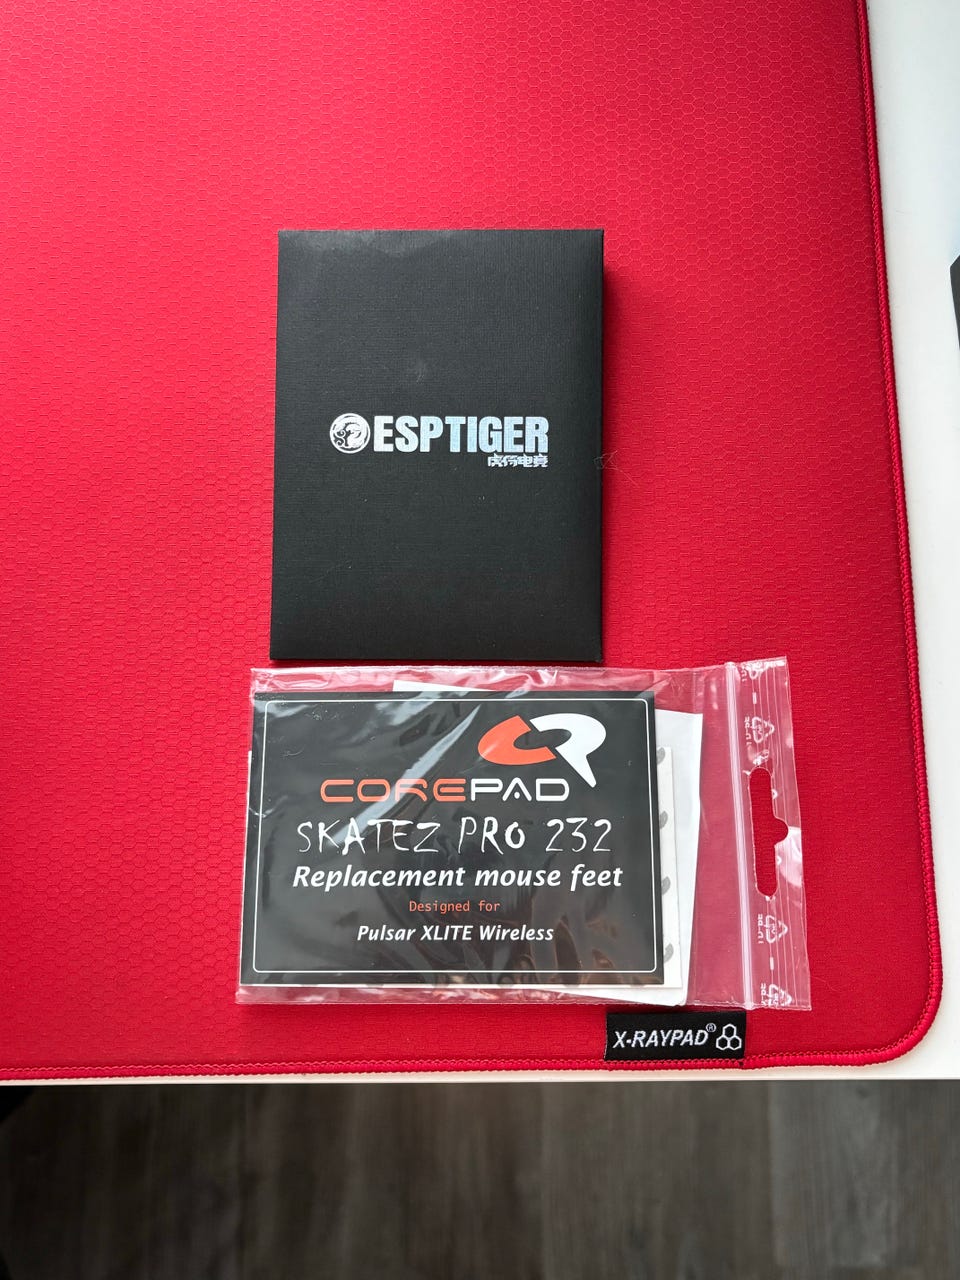 ESPTIGER
虎符电竞
COREPAD
SKATEZ PRO 232
Replacement mouse feet
Designed for
Pulsar XLITE Wireless
X-RAYPAD®